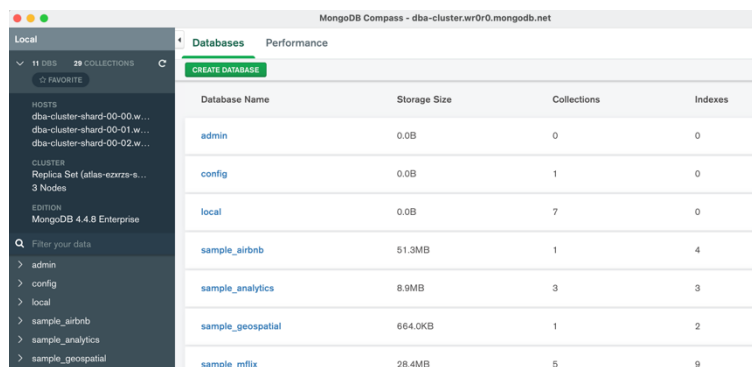 MongoDB Compass - dba-cluster.wr0r0.mongodb.net
Local
11 DBS 29 COLLECTIONS
☆ FAVORITE
HOSTS
dba-cluster-shard-00-00.w...
dba-cluster-shard-00-01.w...
dba-cluster-shard-00-02.w...
CLUSTER
Replica Set (atlas-ezxrzs-s...
3 Nodes
EDITION
MongoDB 4.4.8 Enterprise
Filter your data
admin
config
local
sample_airbnb
sample_analytics
sample_geospatial
Databases Performance
CREATE DATABASE
Database Name Storage Size Collections Indexes
admin 0.0B 0 0
config 0.0B 1 0
local 0.0B 7 0
sample_airbnb 51.3MB 1 4
sample_analytics 8.9MB 3 3
sample_geospatial 664.0KB 1 2
sample_mflix 28.4MB 5 9